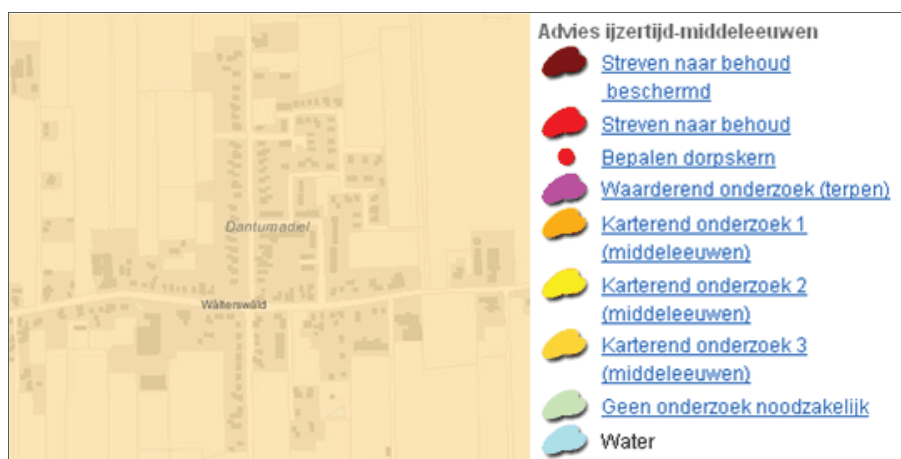 Advies ijzertijd-middeleeuwen
Streven naar behoud
beschermd
Streven naar behoud
Bepalen dorpskern
Waarderend onderzoek (terpen)
Karterend onderzoek 1
(middeleeuwen)
Karterend onderzoek 2
(middeleeuwen)
Karterend onderzoek 3
(middeleeuwen)
Geen onderzoek noodzakelijk
Water
Dantumadiel
Wâlterswâld